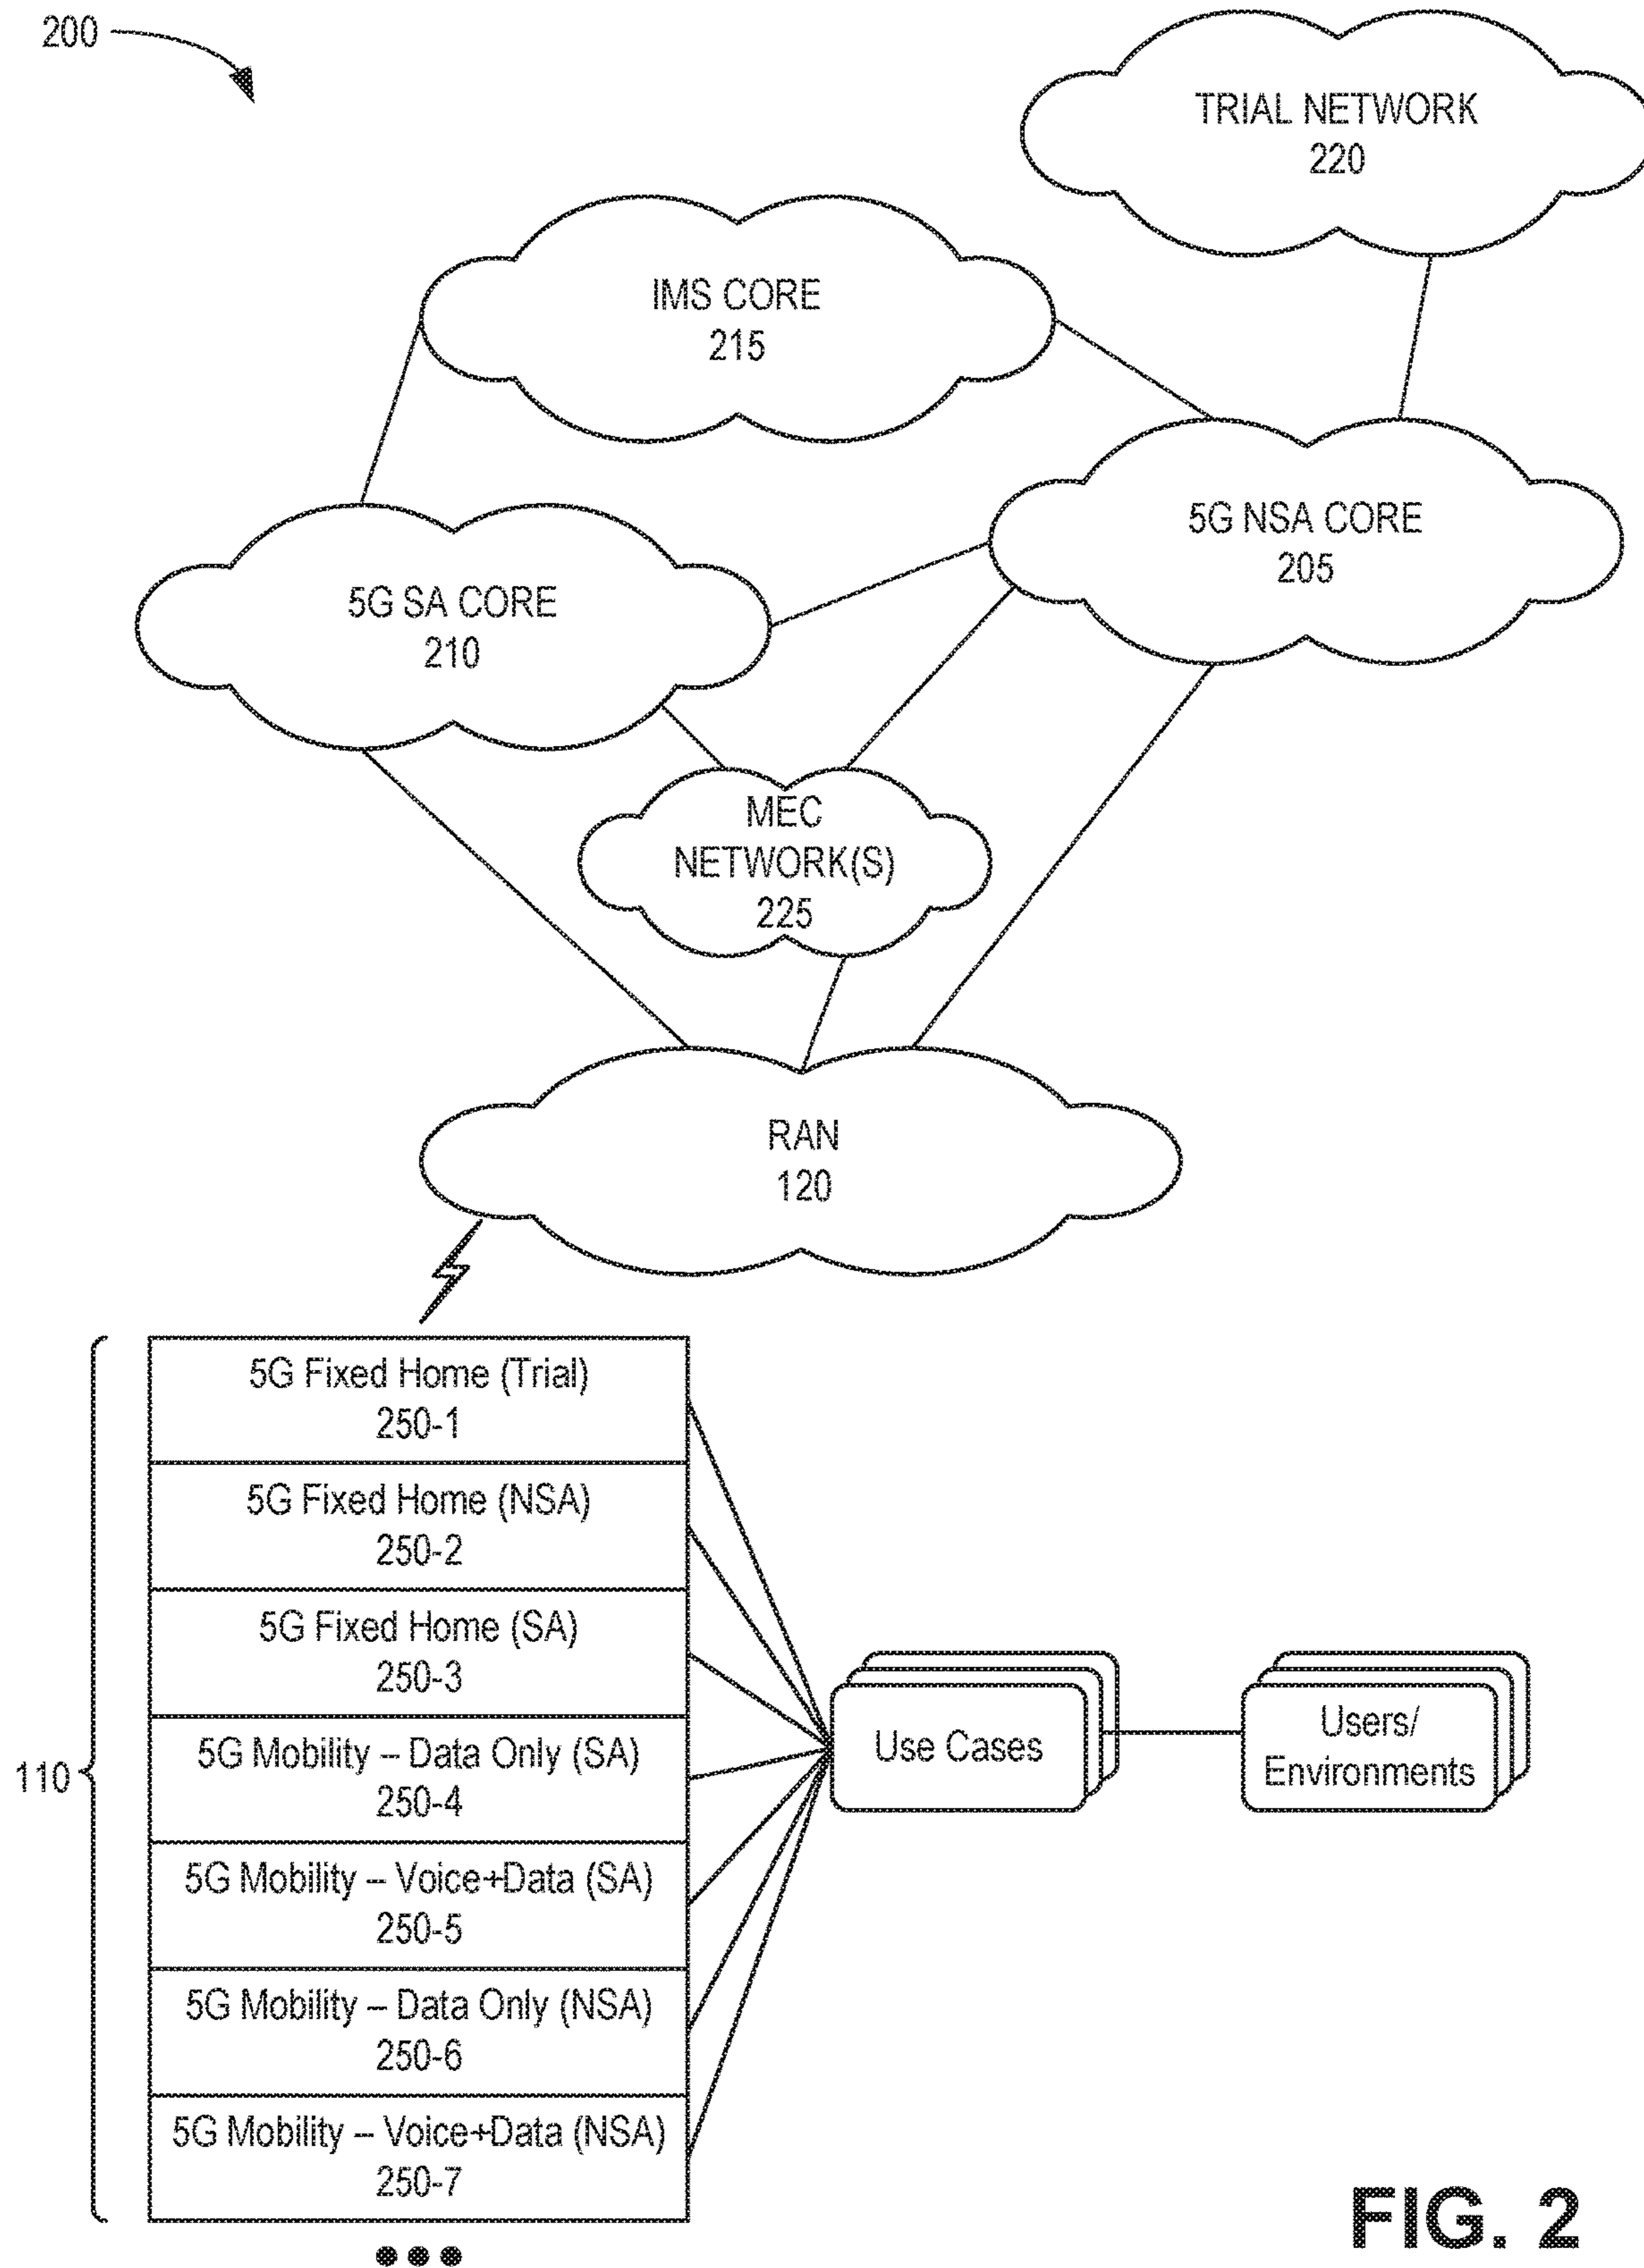 200
TRIAL NETWORK
220
IMS CORE
215
5G NSA CORE
205
5G SA CORE
210
MEC
NETWORK(S)
225
RAN
120
110
5G Fixed Home (Trial)
250-1
5G Fixed Home (NSA)
250-2
5G Fixed Home (SA)
250-3
5G Mobility – Data Only (SA)
250-4
5G Mobility – Voice+Data (SA)
250-5
5G Mobility – Data Only (NSA)
250-6
5G Mobility – Voice+Data (NSA)
250-7
Use Cases
Users/
Environments
FIG. 2